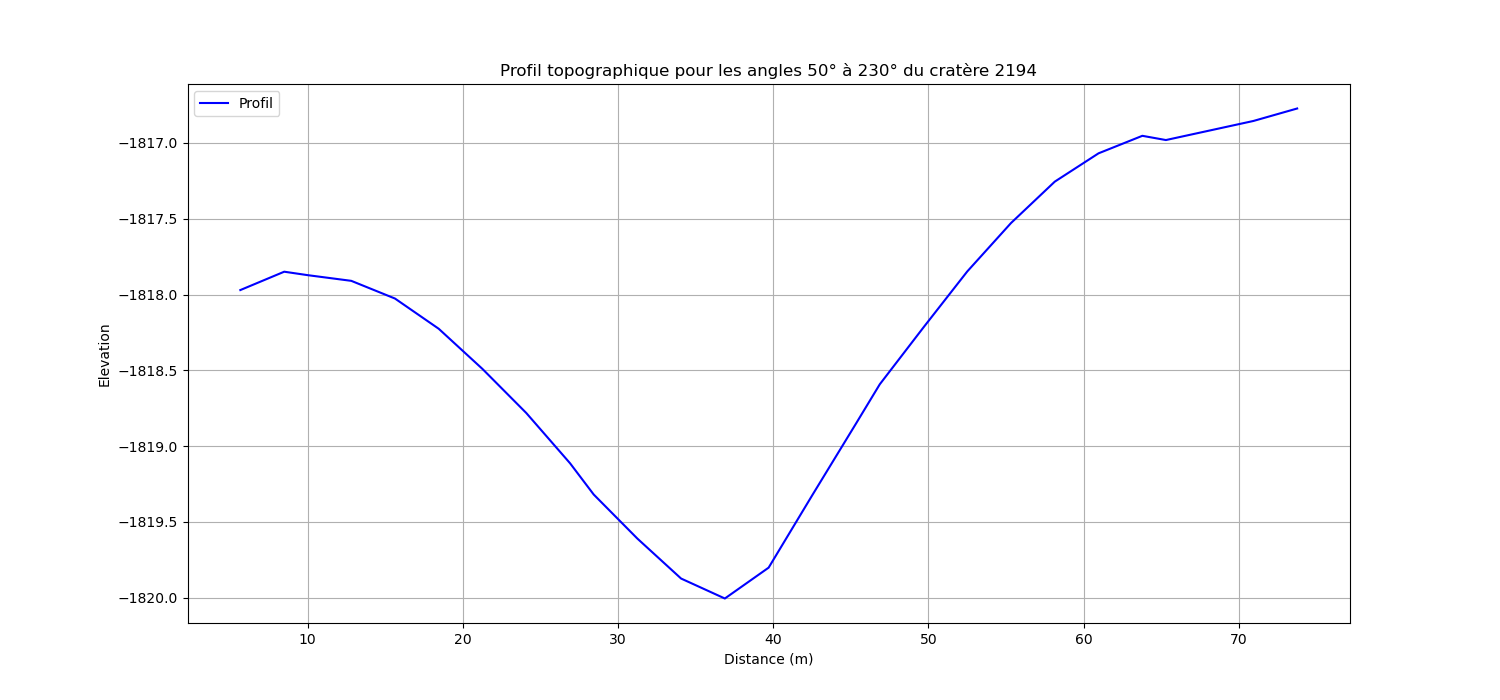 Profil topographique pour les angles 50° à 230° du cratère 2194
Profil
−1817.0
−1817.5
−1818.0
−1818.5
−1819.0
−1819.5
−1820.0
Elevation
10 20 30 40 50 60 70
Distance (m)